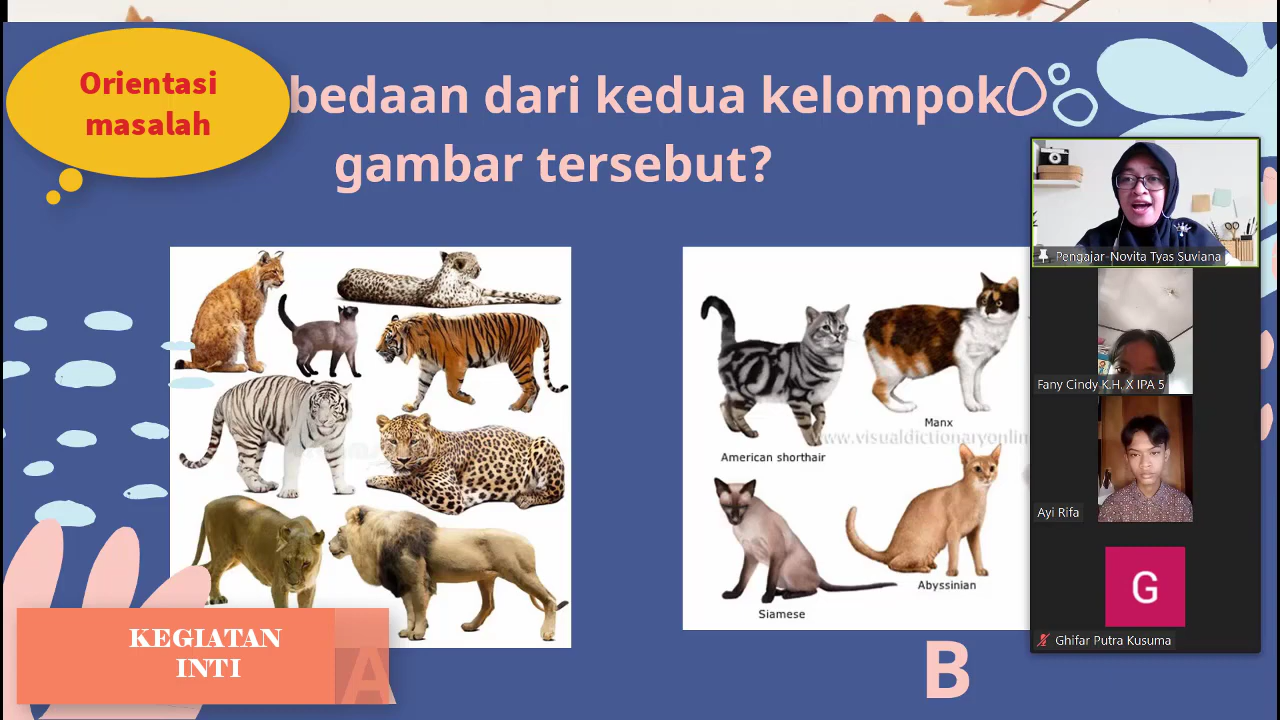 Orientasi
masalah
bedaan dari kedua kelompok
gambar tersebut?
Pengajar-Novita Tyas Suviana
Fany Cindy K.H. X IPA 5
Ayi Rifa
G
Ghifar Putra Kusuma
Manx
www.visualdictionaryonlin
American shorthair
Abyssinian
Siamese
KEGIATAN
INTI
A
B